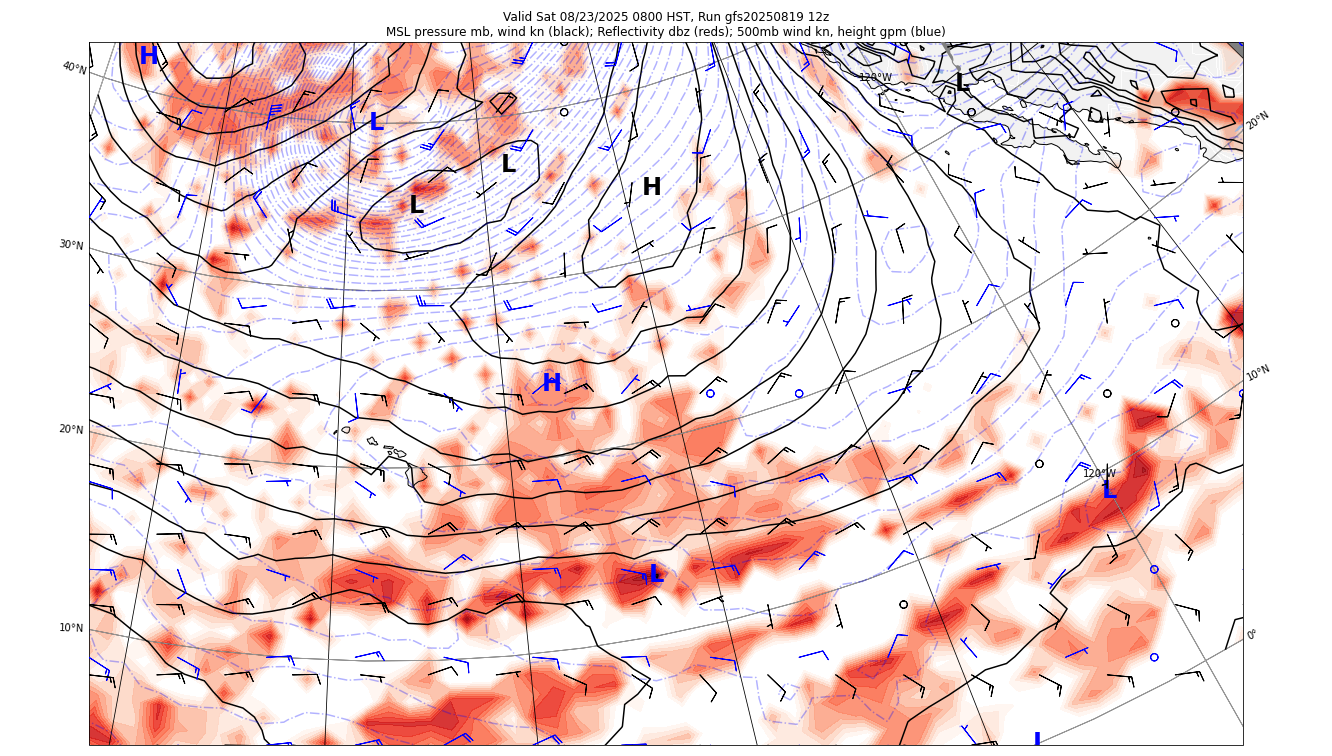 Valid Sat 08/23/2025 0800 HST, Run gfs20250819 12z
MSL pressure mb, wind kn (black); Reflectivity dbz (reds); 500mb wind kn, height gpm (blue)
H
40°N
120°W
L
L
20°N
L
H
L
30°N
10°N
H
20°N
120°W
L
L
10°N
0°
L